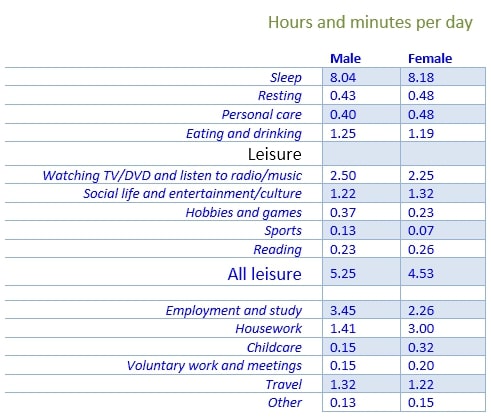 Hours and minutes per day
Male Female
Sleep 8.04 8.18
Resting 0.43 0.48
Personal care 0.40 0.48
Eating and drinking 1.25 1.19
Leisure
Watching TV/DVD and listen to radio/music 2.50 2.25
Social life and entertainment/culture 1.22 1.32
Hobbies and games 0.37 0.23
Sports 0.13 0.07
Reading 0.23 0.26
All leisure 5.25 4.53
Employment and study 3.45 2.26
Housework 1.41 3.00
Childcare 0.15 0.32
Voluntary work and meetings 0.15 0.20
Travel 1.32 1.22
Other 0.13 0.15